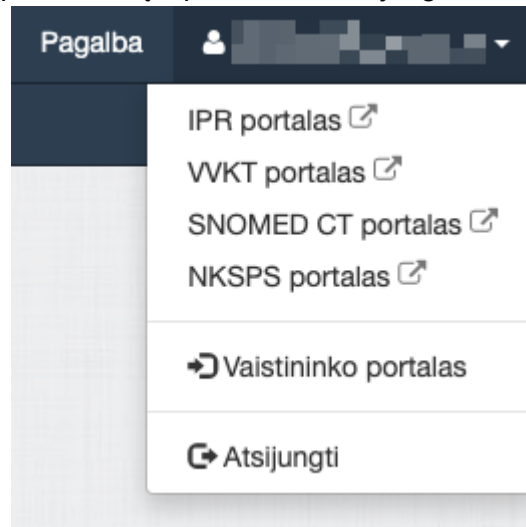 Pagalba
IPR portalas
VVKT portalas
SNOMED CT portalas
NKSPS portalas
Vaistininko portalas
Atsijungti